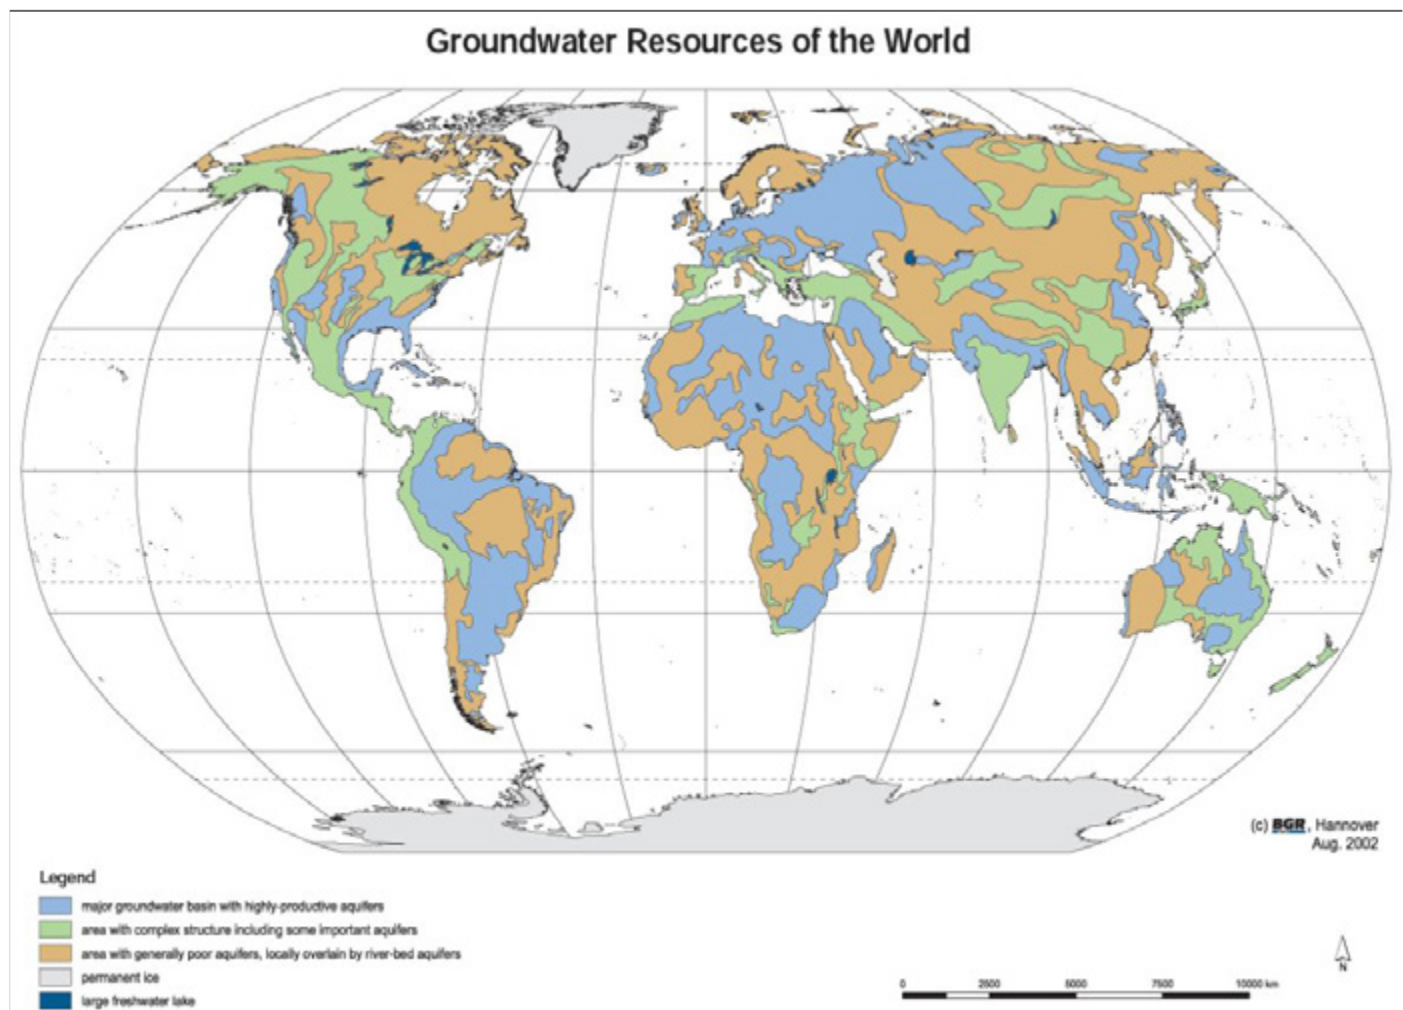 Groundwater Resources of the World
(c) BGR, Hannover
Aug. 2002
Legend
major groundwater basin with highly-productive aquifers
area with complex structure including some important aquifers
area with generally poor aquifers, locally overlain by river-bed aquifers
permanent ice
large freshwater lake
N
0 2500 5000 7500 10000 km